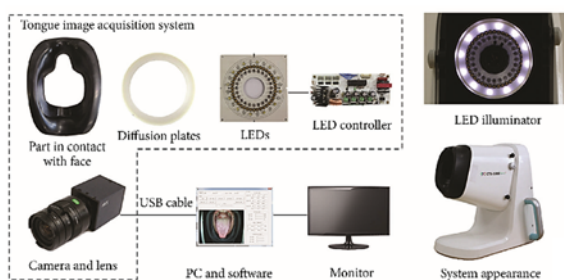 Tongue image acquisition system
Part in contact
with face
Diffusion plates
LEDs
LED controller
LED illuminator
Camera and lens
USB cable
PC and software
Monitor
System appearance